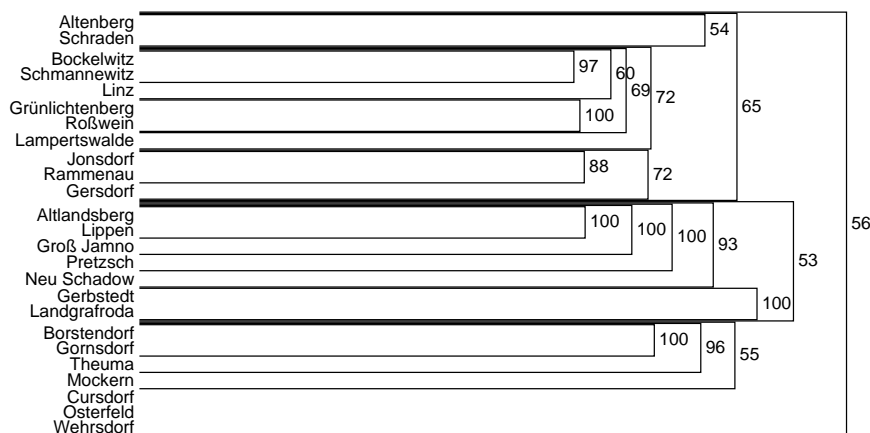 Altenberg
Schraden
Bockelwitz
Schmannewitz
Linz
Grünlichtenberg
Roßwein
Lampertswalde
Jonsdorf
Rammenau
Gersdorf
Altlandsberg
Lippen
Groß Jamno
Pretzsch
Neu Schadow
Gerbstedt
Landgrafroda
Borstendorf
Gornsdorf
Theuma
Mockern
Cursdorf
Osterfeld
Wehrsdorf
54
97
60
69
72
65
100
88
72
56
100
100
100
93
53
100
100
96
55